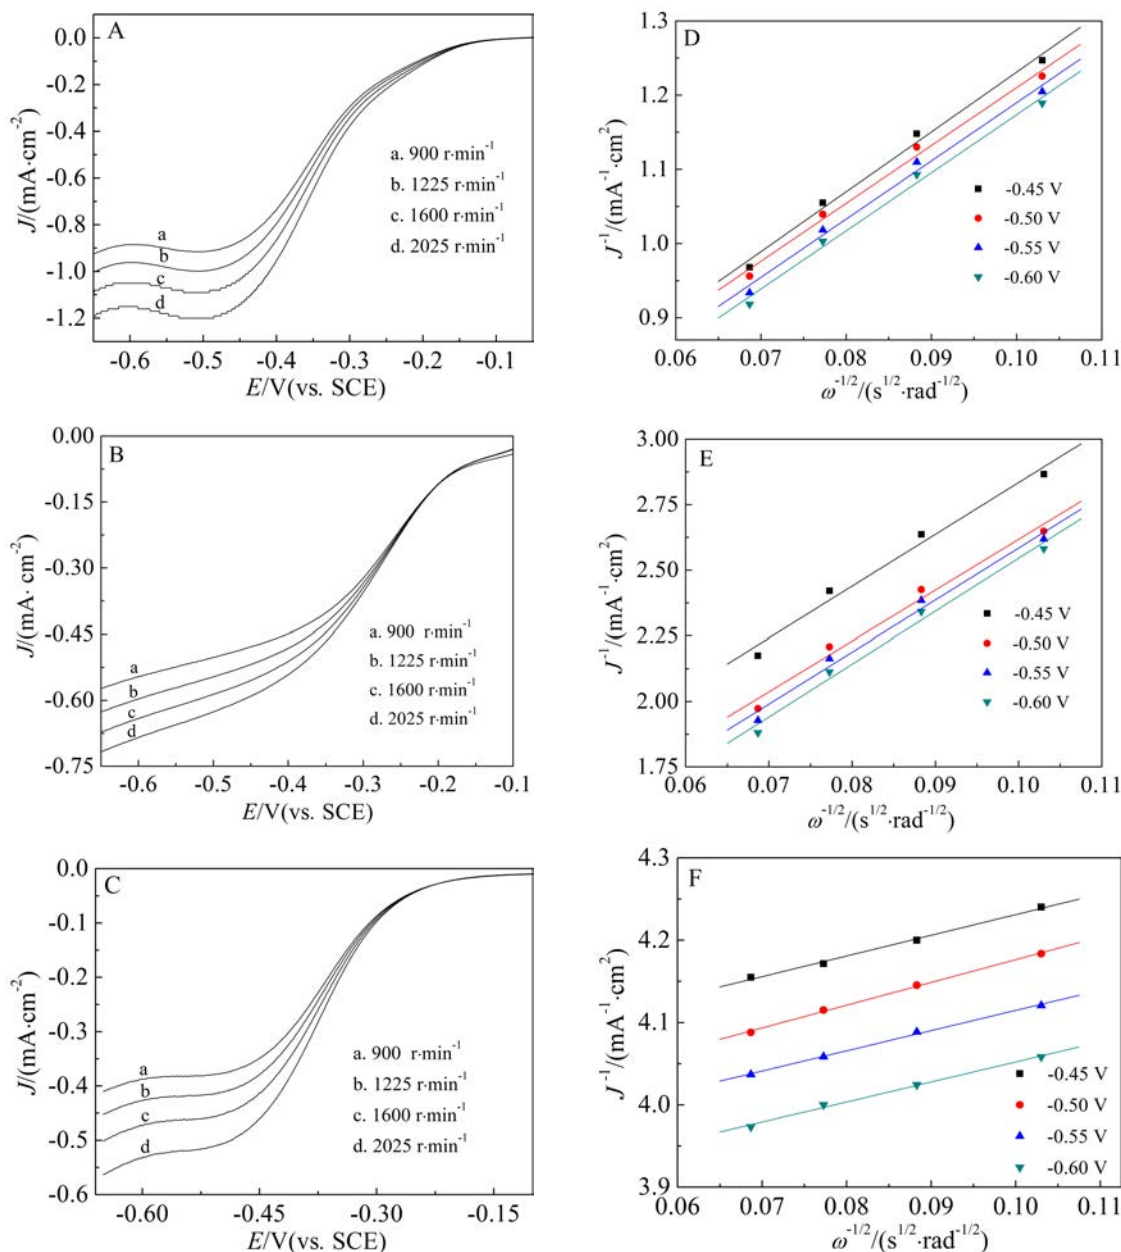 A
0.0
-0.2
-0.4
-0.6
-0.8
-1.0
-1.2
J/(mA·cm⁻²)
a. 900 r·min⁻¹
b. 1225 r·min⁻¹
c. 1600 r·min⁻¹
d. 2025 r·min⁻¹
a
b
c
d
-0.6 -0.5 -0.4 -0.3 -0.2 -0.1
E/V(vs. SCE)
D
1.3
1.2
1.1
1.0
0.9
J⁻¹/(mA⁻¹·cm²)
-0.45 V
-0.50 V
-0.55 V
-0.60 V
0.06 0.07 0.08 0.09 0.10 0.11
ω⁻¹/²/(s¹/²·rad⁻¹/²)
B
0.00
-0.15
-0.30
-0.45
-0.60
-0.75
J/(mA· cm⁻²)
a. 900 r·min⁻¹
b. 1225 r·min⁻¹
c. 1600 r·min⁻¹
d. 2025 r·min⁻¹
a
b
c
d
-0.6 -0.5 -0.4 -0.3 -0.2 -0.1
E/V(vs. SCE)
E
3.00
2.75
2.50
2.25
2.00
1.75
J⁻¹/(mA⁻¹·cm²)
-0.45 V
-0.50 V
-0.55 V
-0.60 V
0.06 0.07 0.08 0.09 0.10 0.11
ω⁻¹/²/(s¹/²·rad⁻¹/²)
C
0.0
-0.1
-0.2
-0.3
-0.4
-0.5
-0.6
J/(mA·cm⁻²)
a. 900 r·min⁻¹
b. 1225 r·min⁻¹
c. 1600 r·min⁻¹
d. 2025 r·min⁻¹
a
b
c
d
-0.60 -0.45 -0.30 -0.15
E/V(vs. SCE)
F
4.3
4.2
4.1
4.0
3.9
J⁻¹/(mA⁻¹·cm²)
-0.45 V
-0.50 V
-0.55 V
-0.60 V
0.06 0.07 0.08 0.09 0.10 0.11
ω⁻¹/²/(s¹/²·rad⁻¹/²)